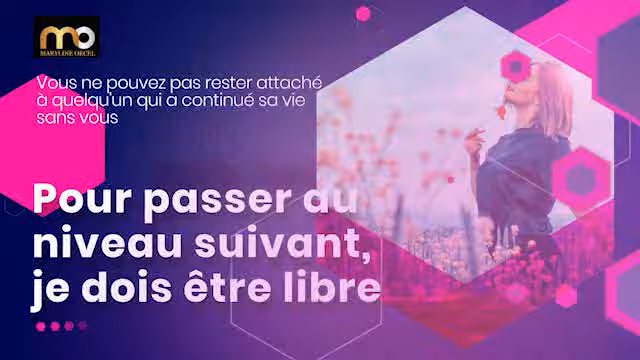 mo
MARYLINE ORCEL
Vous ne pouvez pas rester attaché
à quelqu'un qui a continué sa vie
sans vous
Pour passer au
niveau suivant,
je dois être libre